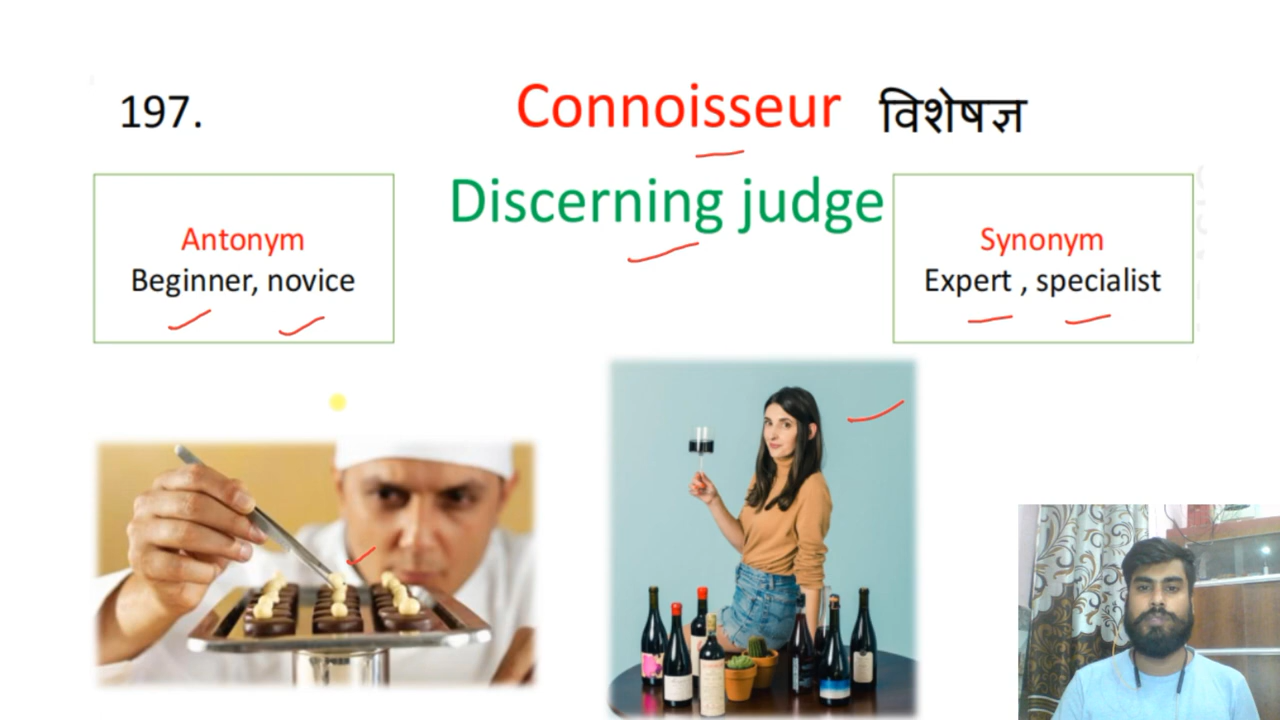 197.
Connoisseur विशेषज्ञ
Discerning judge
Antonym
Beginner, novice
Synonym
Expert , specialist